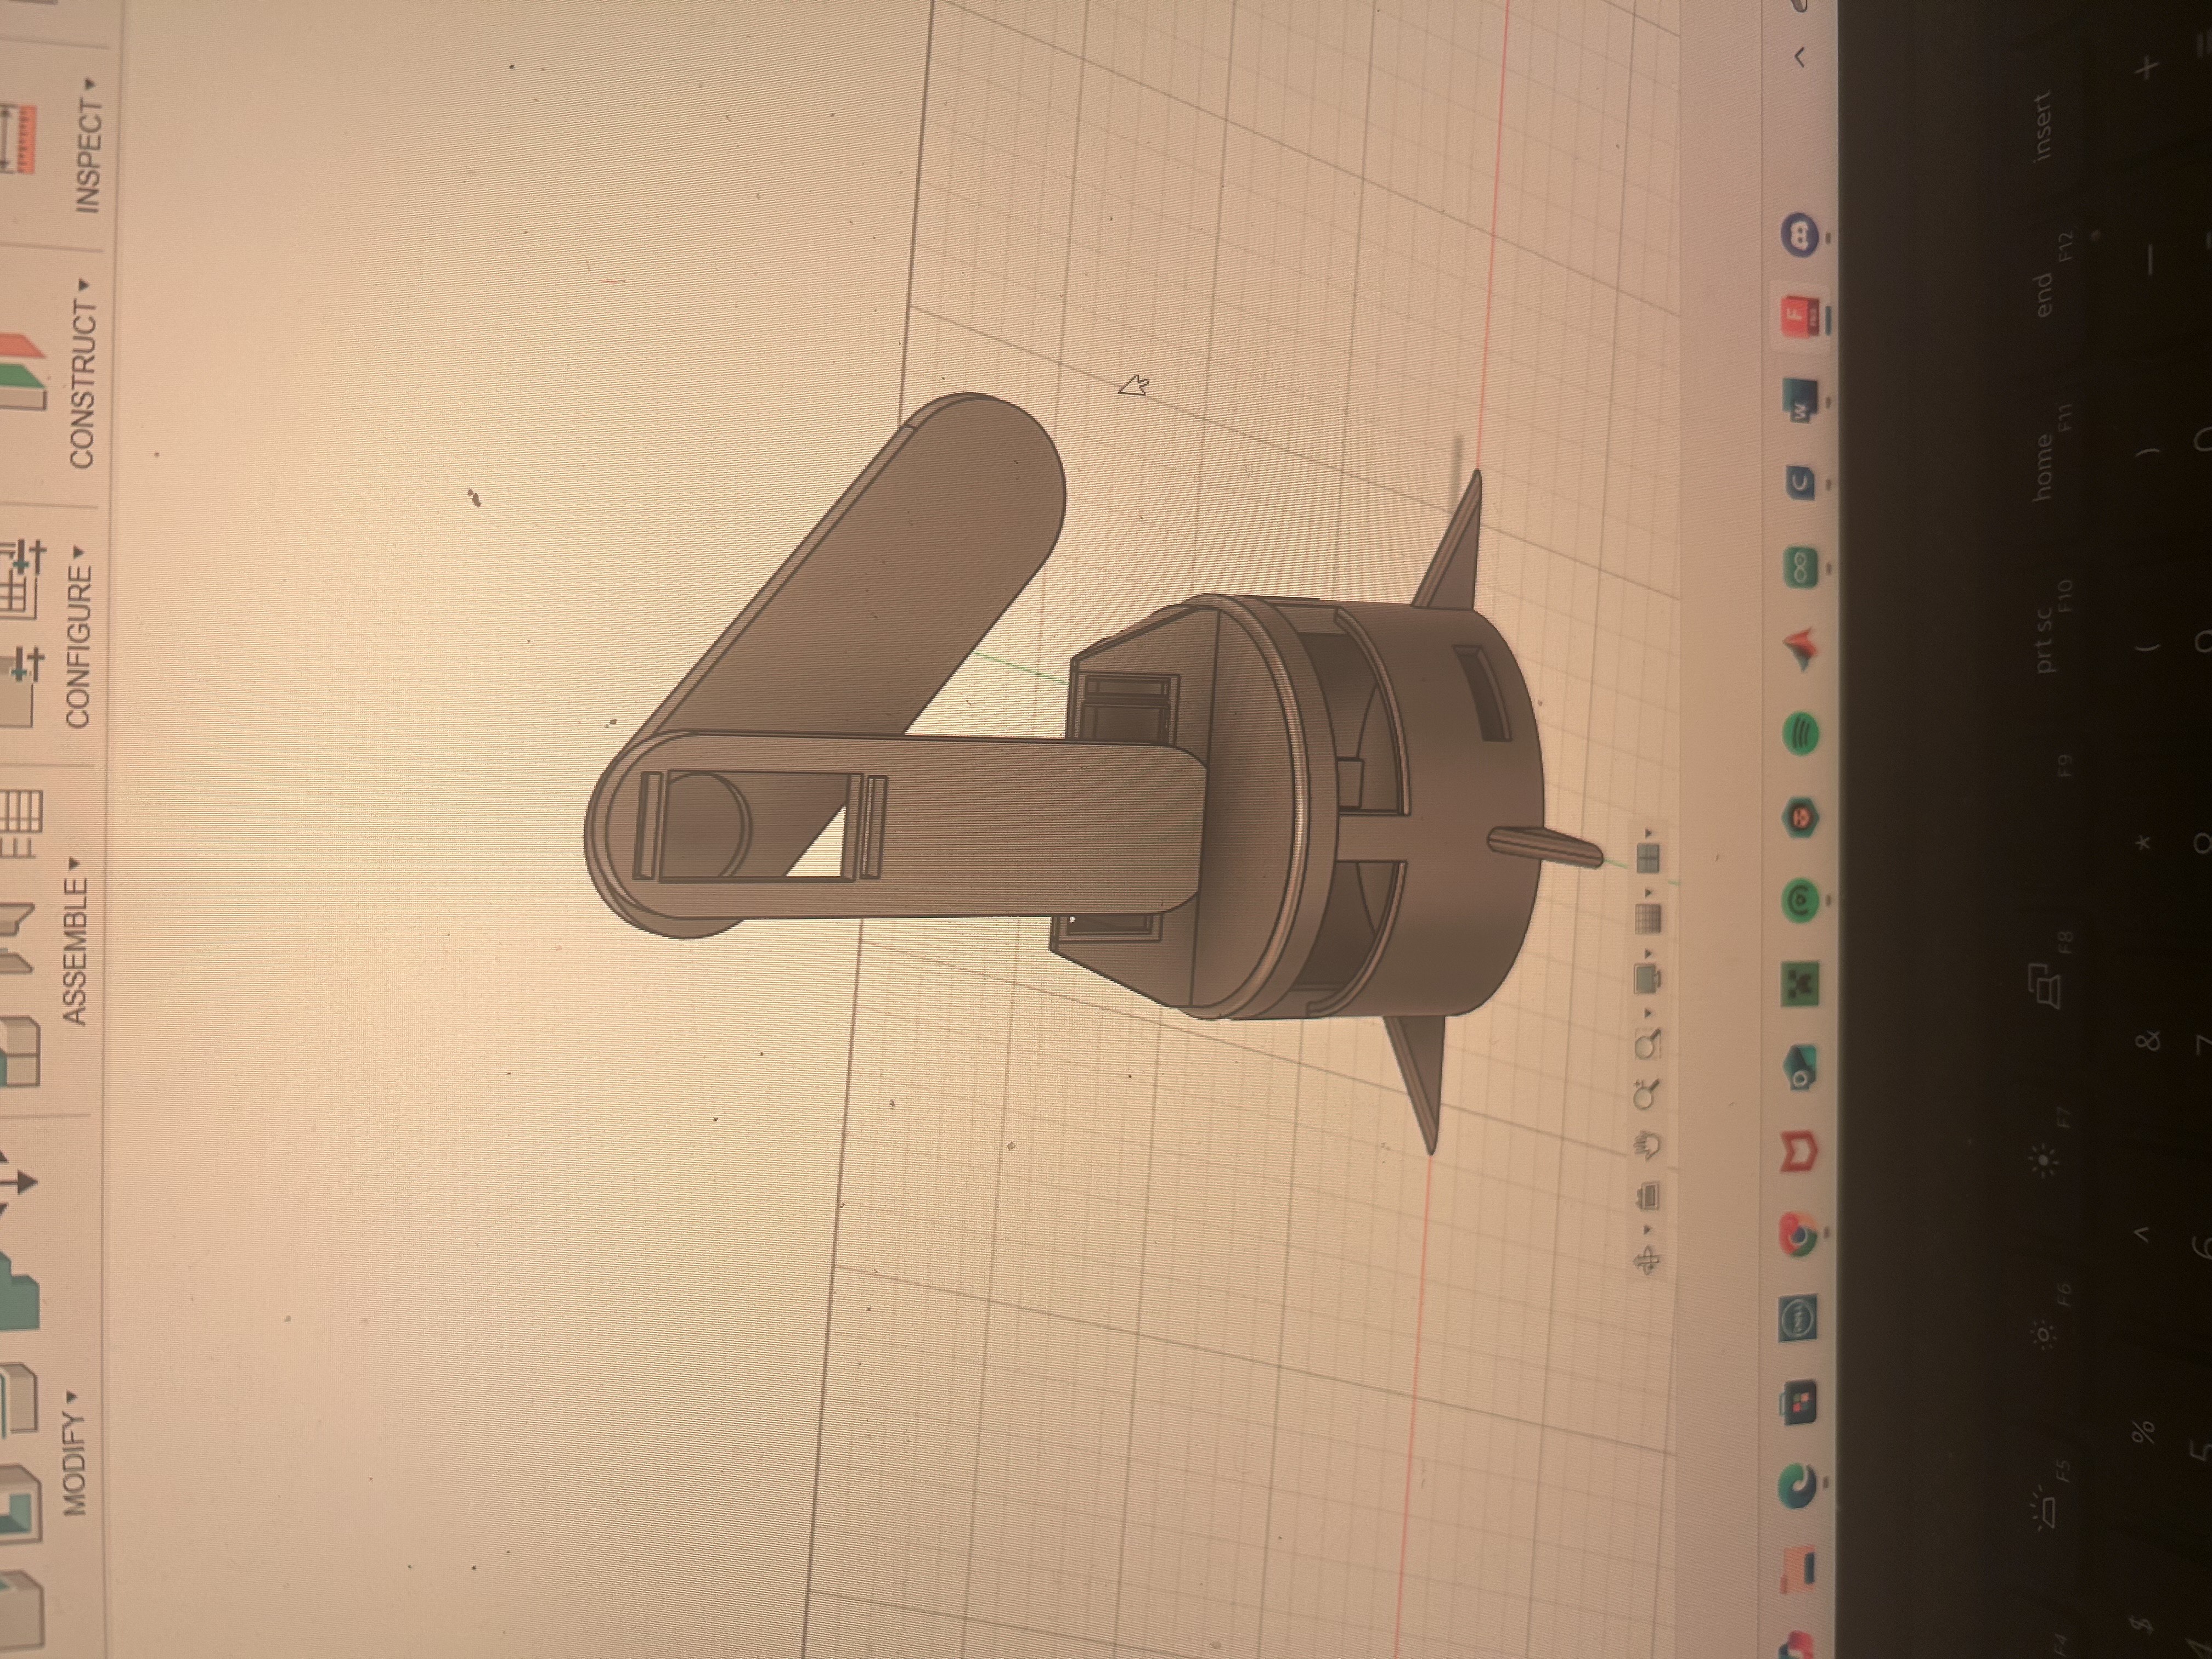 MODIFY ▾ ASSEMBLE ▾ CONFIGURE ▾ CONSTRUCT ▾ INSPECT ▾
DELL
W F
F4 F5 F6 F7 F8 F9 prt sc F10 home F11 end F12 insert
$ % ^ & * ( ) — +
4 5 6 7 8 9 0 - =